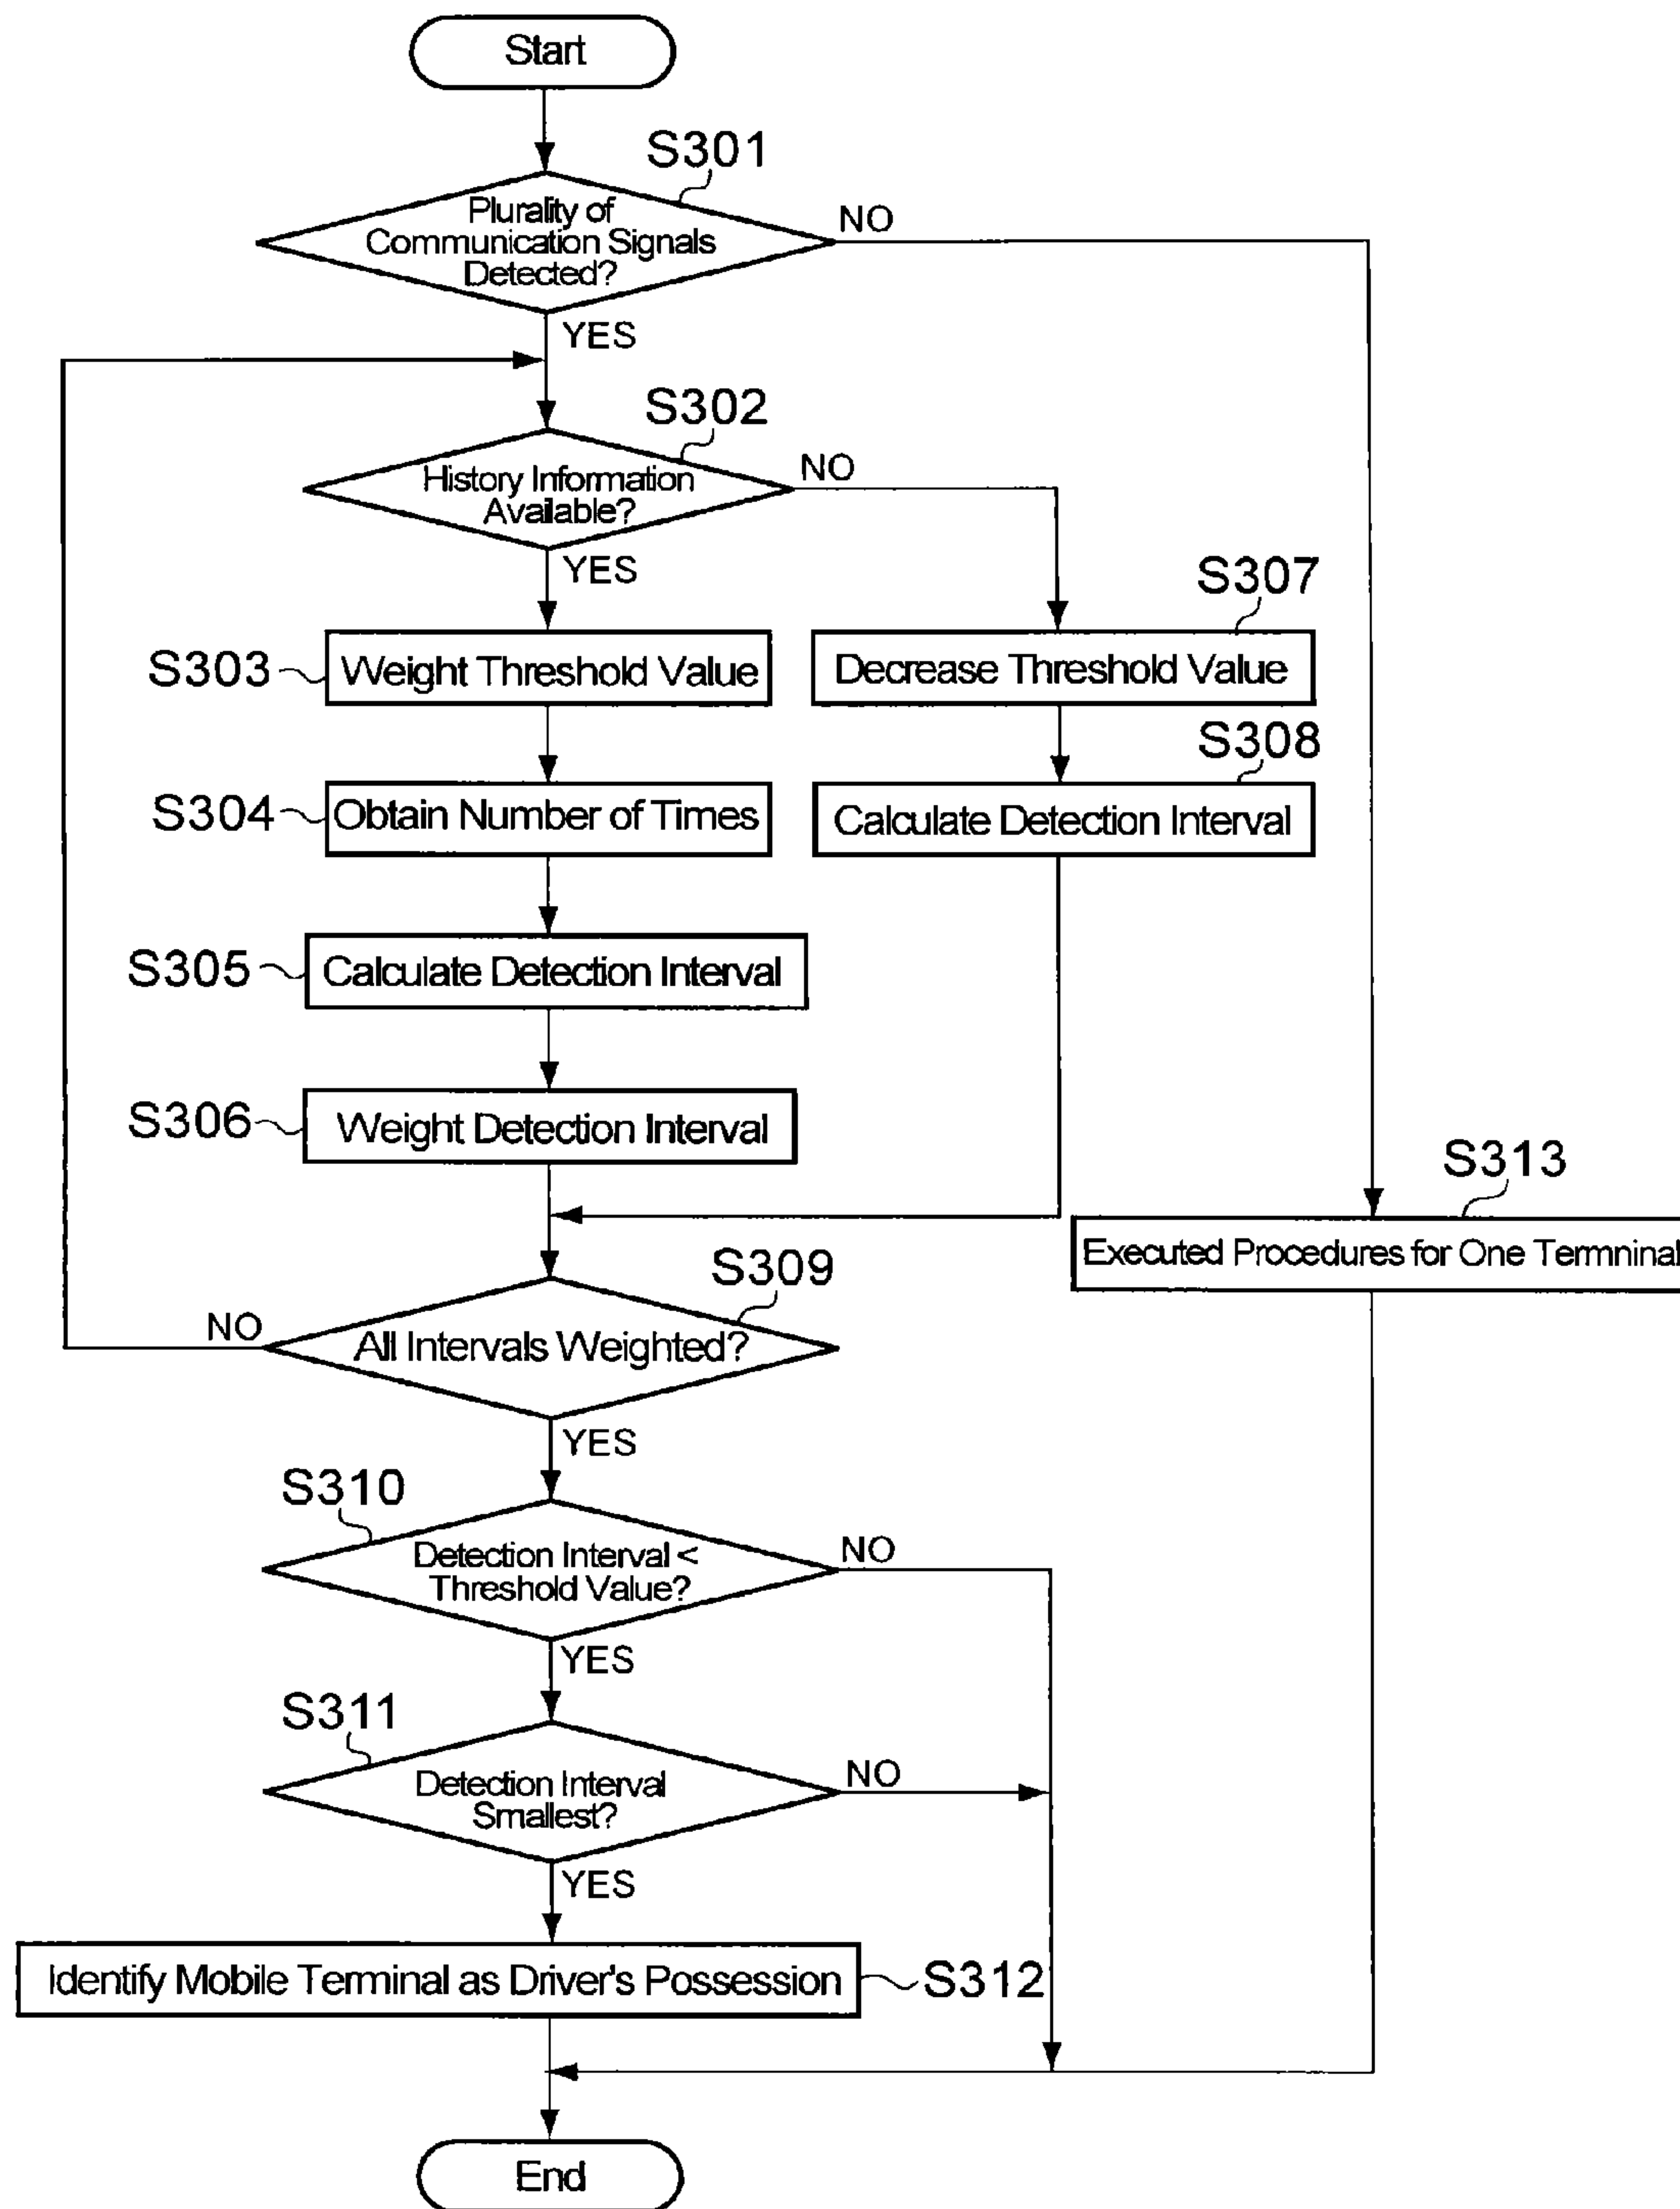 Start
S301
Plurality of
Communication Signals
Detected?
NO
YES
S302
History Information
Available?
NO
YES
S307
S303
Weight Threshold Value
Decrease Threshold Value
S308
S304
Obtain Number of Times
Calculate Detection Interval
S305
Calculate Detection Interval
S306
Weight Detection Interval
S313
Executed Procedures for One Termninal
S309
NO
All Intervals Weighted?
YES
S310
Detection Interval <
Threshold Value?
NO
YES
S311
Detection Interval
Smallest?
NO
YES
Identify Mobile Terminal as Driver's Possession
S312
End